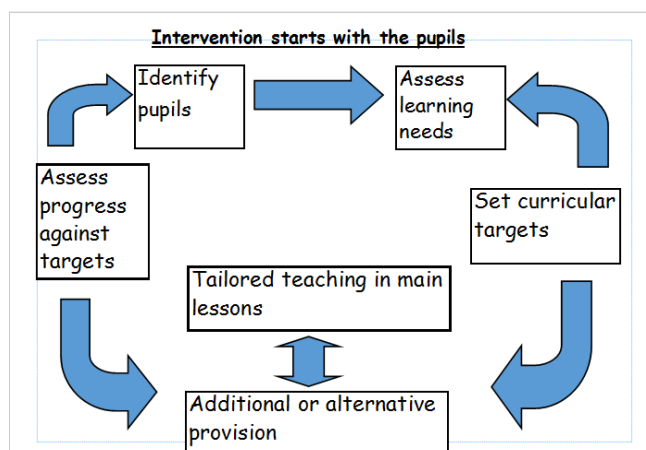 Intervention starts with the pupils
Identify
pupils
Assess
learning
needs
Assess
progress
against
targets
Set curricular
targets
Tailored teaching in main
lessons
Additional or alternative
provision